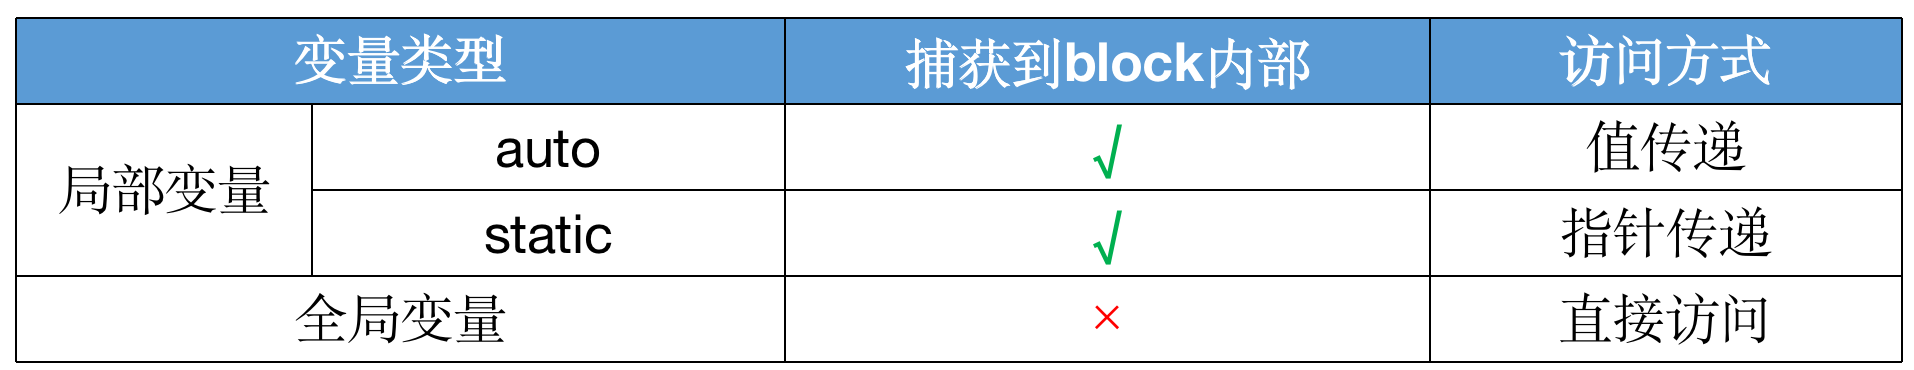 变量类型 捕获到block内部 访问方式
局部变量 auto √ 值传递
static √ 指针传递
全局变量 × 直接访问